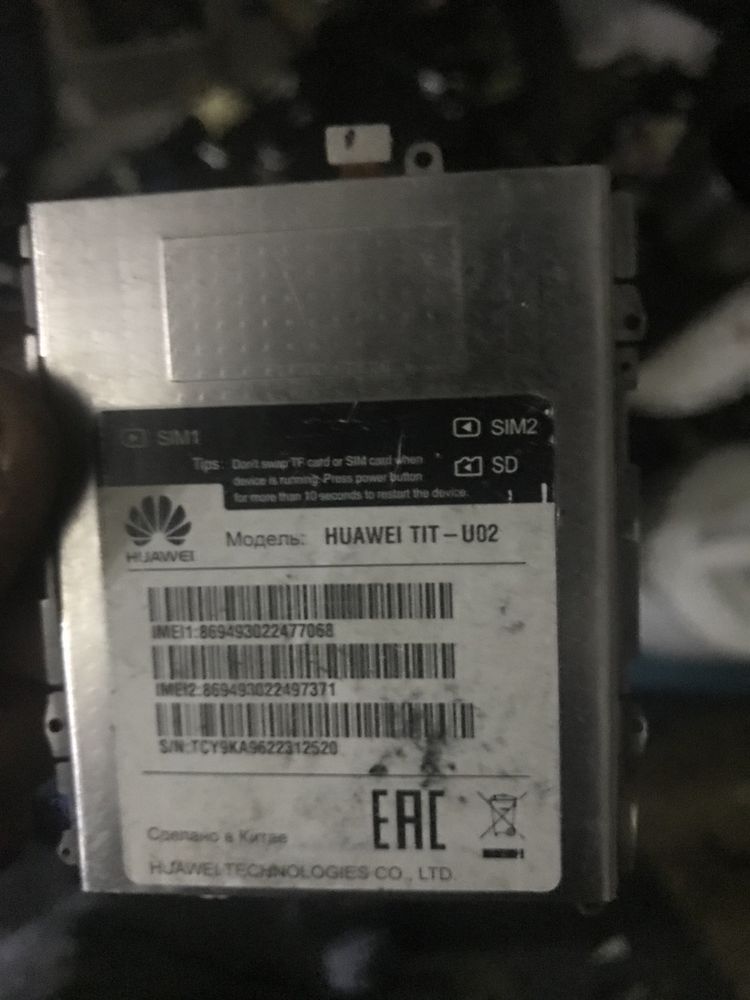 SIM1
SIM2
Tips: Don't swap TF card or SIM card when
device is running. Press power button
for more than 10 seconds to restart the device.
SD
HUAWEI
Модель: HUAWEI TIT-U02
IMEI1:869493022477068
IMEI2:869493022497371
S/N:TCY9KA9622312520
Сделано в Китае
EAC
HUAWEI TECHNOLOGIES CO., LTD.